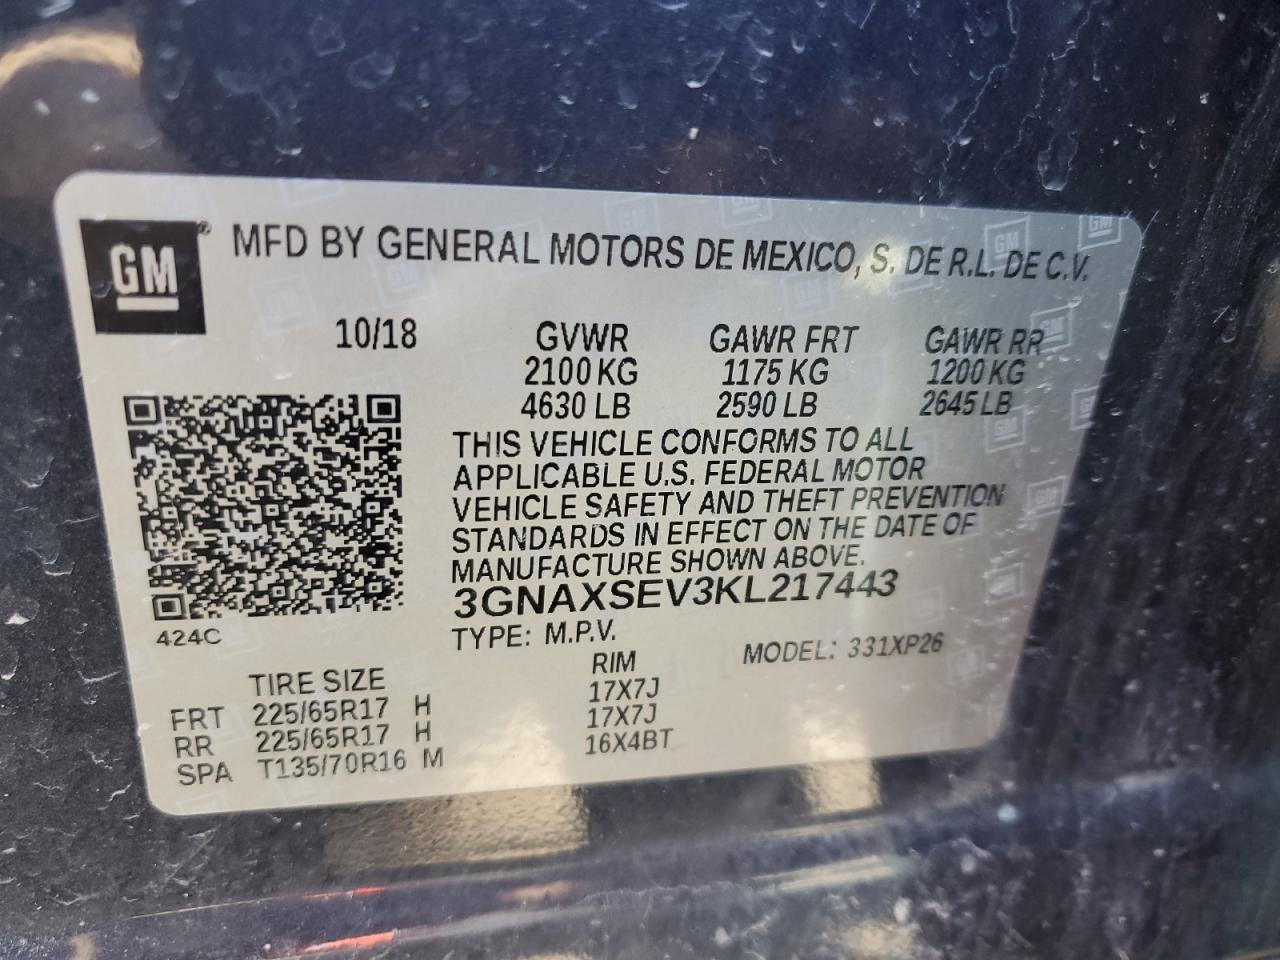 GM ® MFD BY GENERAL MOTORS DE MEXICO, S. DE R.L. DE C.V.
10/18 GVWR GAWR FRT GAWR RR
2100 KG 1175 KG 1200 KG
4630 LB 2590 LB 2645 LB
THIS VEHICLE CONFORMS TO ALL
APPLICABLE U.S. FEDERAL MOTOR
VEHICLE SAFETY AND THEFT PREVENTION
STANDARDS IN EFFECT ON THE DATE OF
MANUFACTURE SHOWN ABOVE.
3GNAXSEV3KL217443
424C
TYPE: M.P.V. MODEL: 331XP26
TIRE SIZE RIM
FRT 225/65R17 H 17X7J
RR 225/65R17 H 17X7J
SPA T135/70R16 M 16X4BT